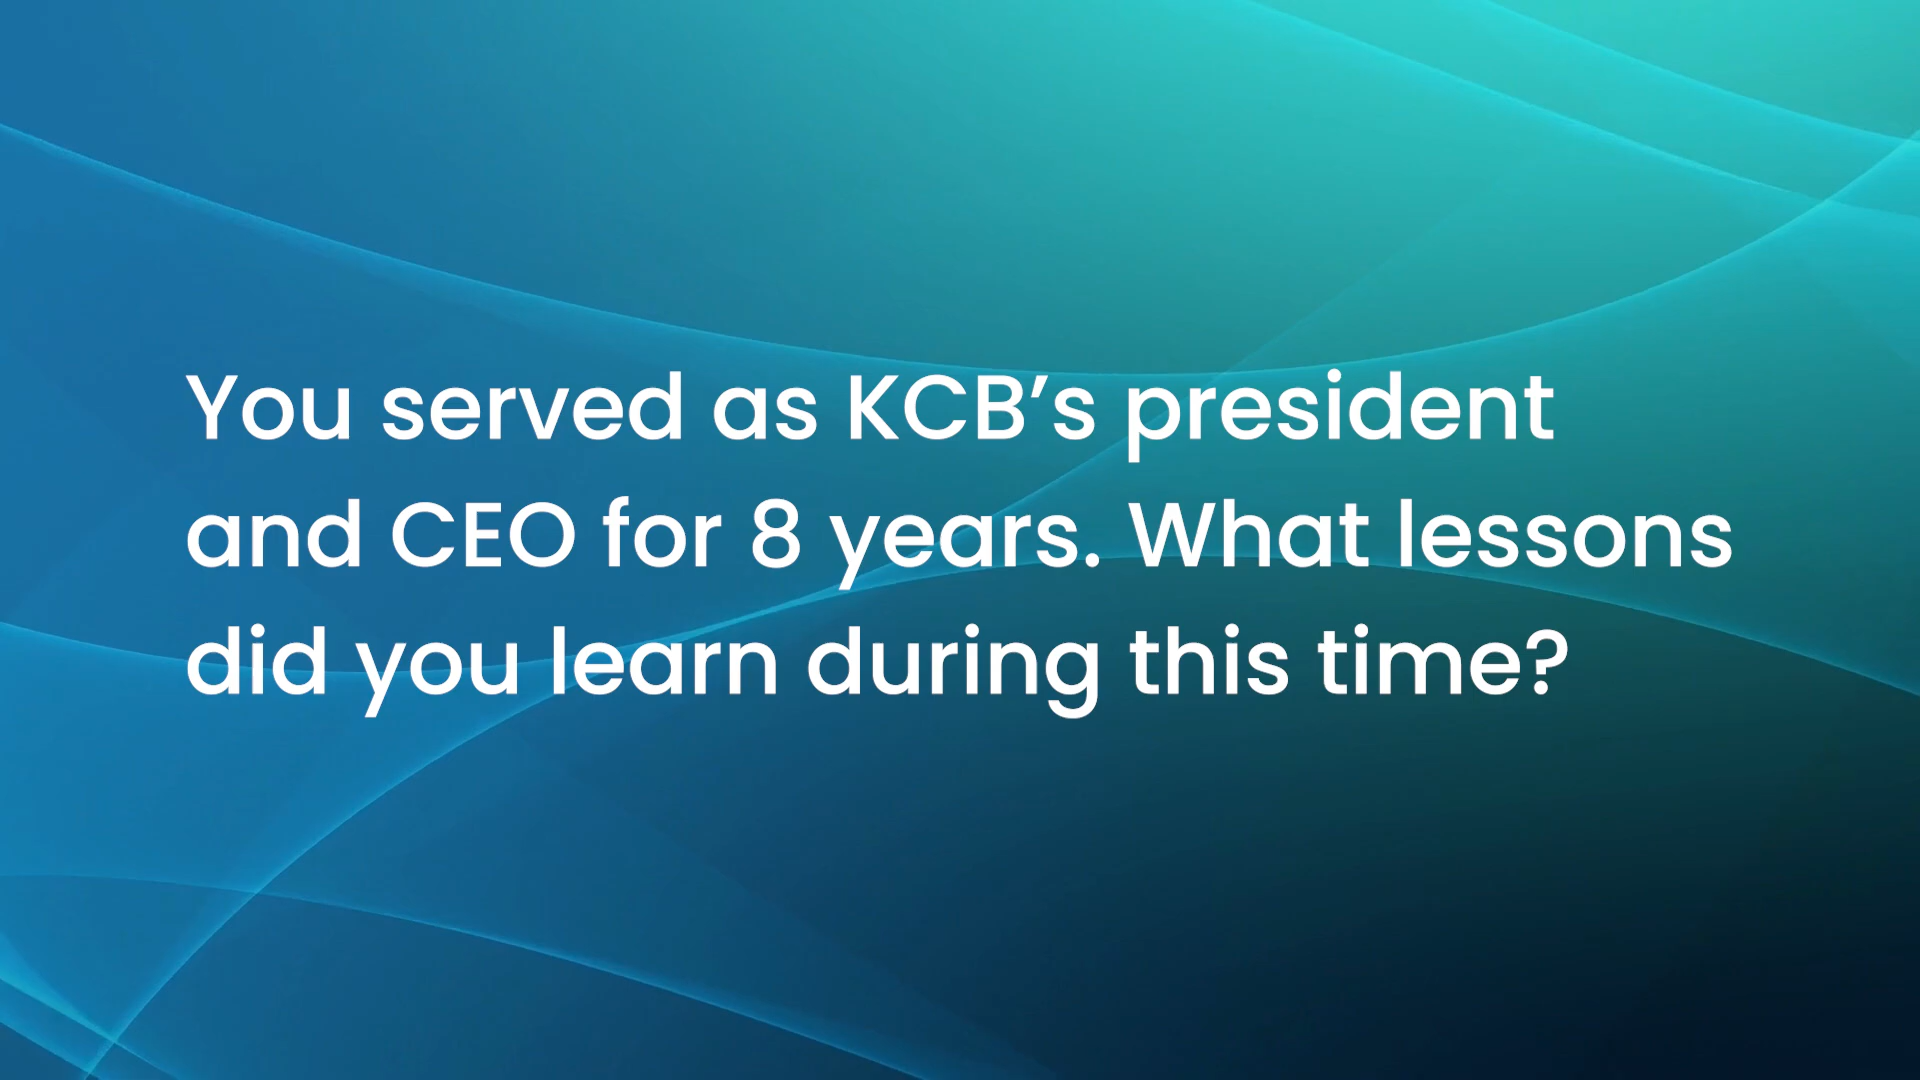 You served as KCB’s president
and CEO for 8 years. What lessons
did you learn during this time?